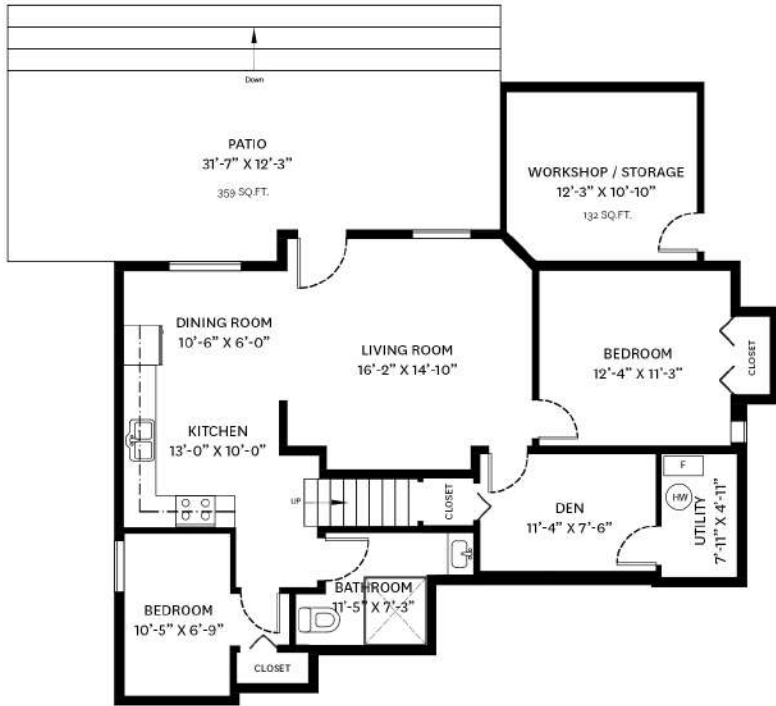 Down
PATIO
31'-7" X 12'-3"
359 SQ.FT.
WORKSHOP / STORAGE
12'-3" X 10'-10"
132 SQ.FT.
DINING ROOM
10'-6" X 6'-0"
LIVING ROOM
16'-2" X 14'-10"
BEDROOM
12'-4" X 11'-3"
CLOSET
KITCHEN
13'-0" X 10'-0"
UP
CLOSET
DEN
11'-4" X 7'-6"
F
HW
UTILITY
7'-11" X 4'-11"
BATHROOM
11'-5" X 7'-3"
BEDROOM
10'-5" X 6'-9"
CLOSET